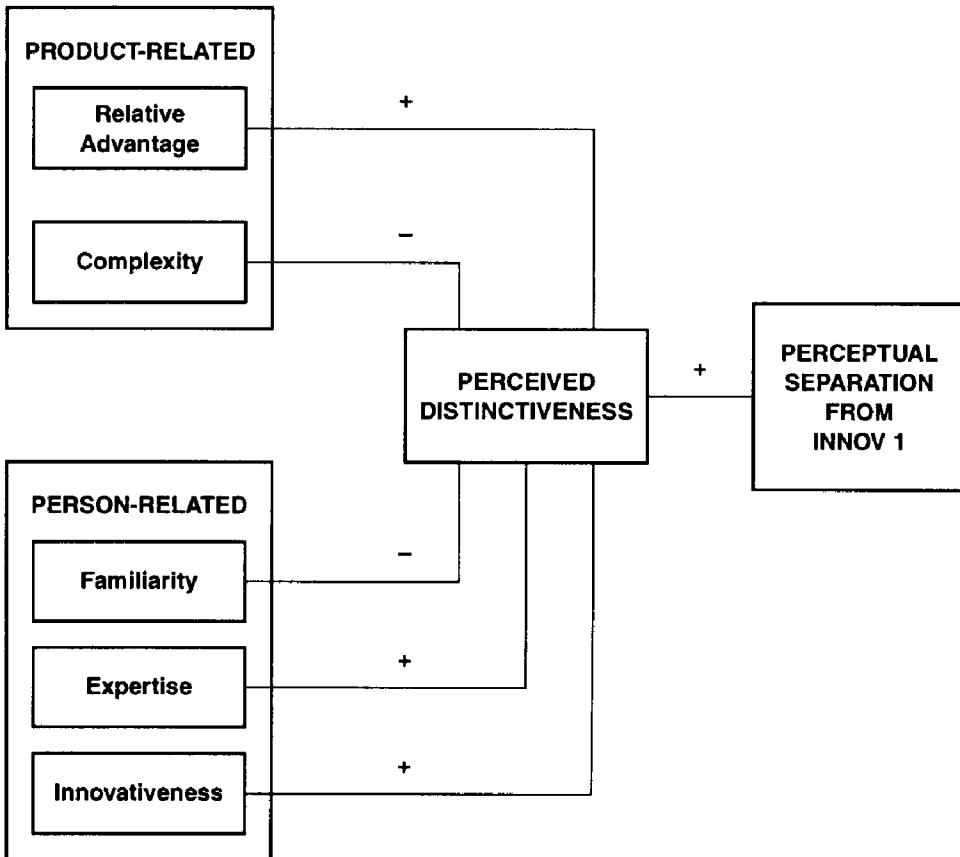 PRODUCT-RELATED
Relative
Advantage
+
Complexity
−
PERCEIVED
DISTINCTIVENESS
+
PERCEPTUAL
SEPARATION
FROM
INNOV 1
PERSON-RELATED
Familiarity
−
Expertise
+
Innovativeness
+